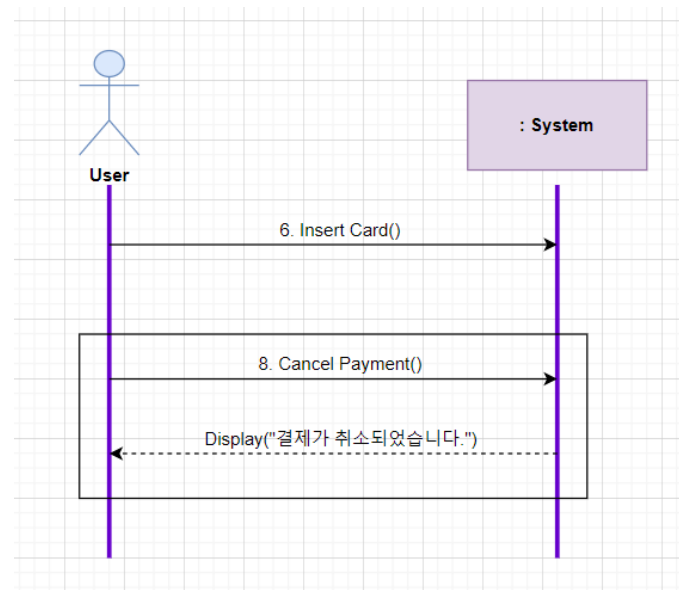 User
: System
6. Insert Card()
8. Cancel Payment()
Display("결제가 취소되었습니다.")